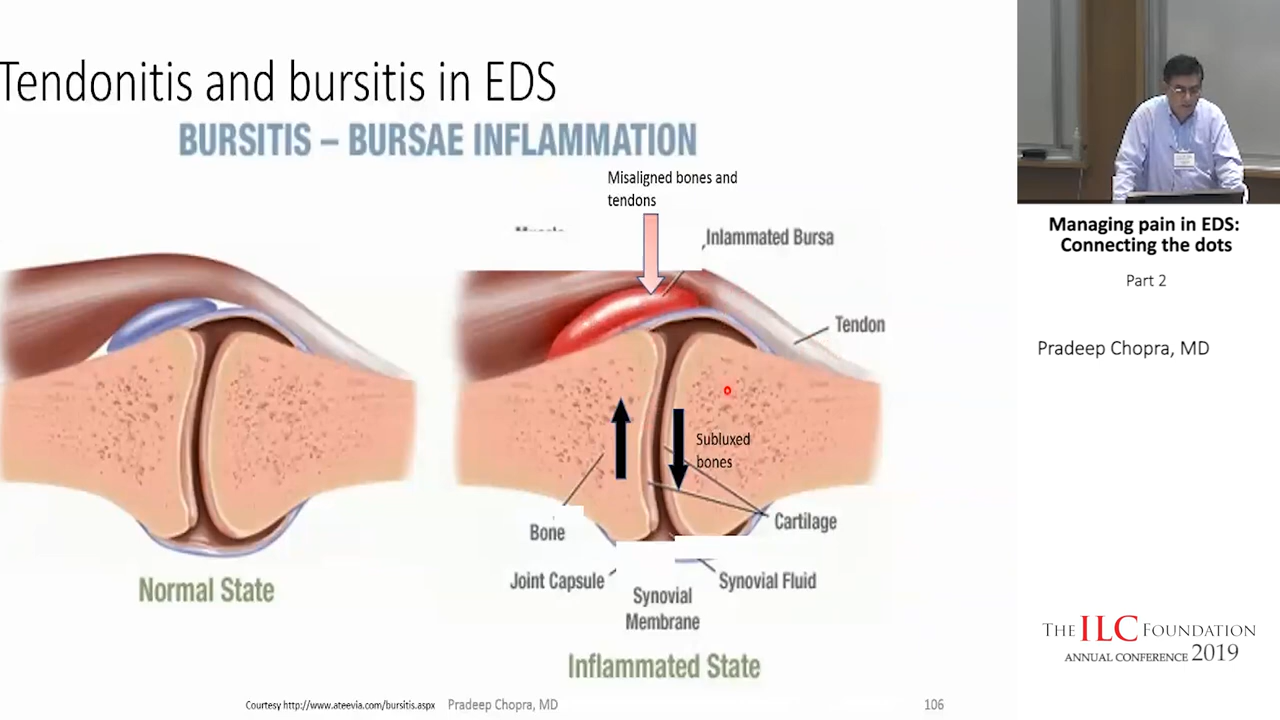 Tendonitis and bursitis in EDS
BURSITIS – BURSAE INFLAMMATION
Misaligned bones and
tendons
Inlammated Bursa
Tendon
Subluxed
bones
Cartilage
Bone
Joint Capsule
Synovial Fluid
Synovial
Membrane
Normal State
Inflammated State
Courtesy http://www.ateevia.com/bursitis.aspx
Pradeep Chopra, MD
106
Managing pain in EDS:
Connecting the dots
Part 2
Pradeep Chopra, MD
THE ILC FOUNDATION
ANNUAL CONFERENCE 2019